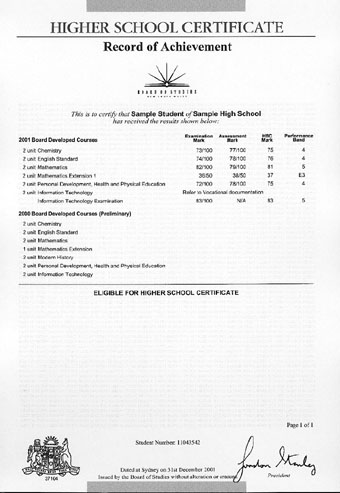 HIGHER SCHOOL CERTIFICATE
Record of Achievement
BOARD OF STUDIES
NEW SOUTH WALES
This is to certify that Sample Student of Sample High School
has received the results shown below:
Examination Mark Assessment Mark HSC Mark Performance Band
2001 Board Developed Courses
2 unit Chemistry 73/100 77/100 75 4
2 unit English Standard 74/100 78/100 76 4
2 unit Mathematics 82/100 79/100 81 5
2 unit Mathematics Extension 1 36/50 38/50 37 E3
2 unit Personal Development, Health and Physical Education 72/100 78/100 75 4
2 unit Information Technology Refer to Vocational documentation
Information Technology Examination 83/100 N/A 83 5
2000 Board Developed Courses (Preliminary)
2 unit Chemistry
2 unit English Standard
2 unit Mathematics
1 unit Mathematics Extension
2 unit Modern History
2 unit Personal Development, Health and Physical Education
2 unit Information Technology
ELIGIBLE FOR HIGHER SCHOOL CERTIFICATE
Page 1 of 1
Student Number: 11043542
Gordon Stanley
37104
President
Dated at Sydney on 31st December 2001
Issued by the Board of Studies without alteration or erasure